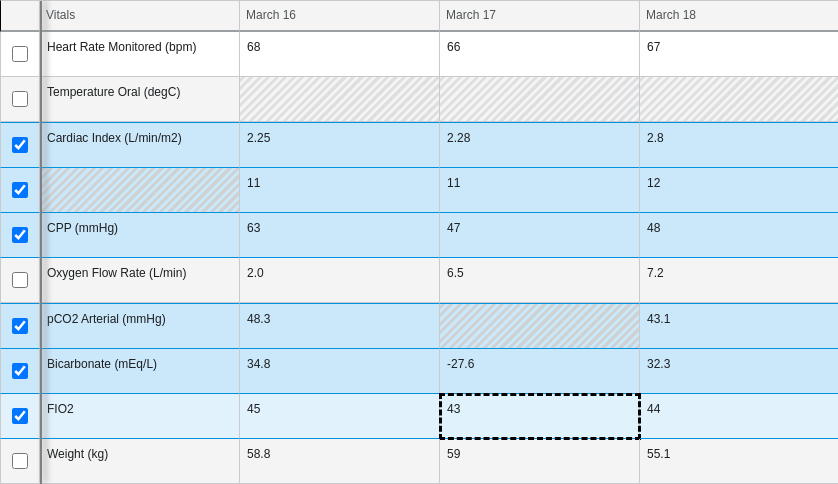 Vitals March 16 March 17 March 18
Heart Rate Monitored (bpm) 68 66 67
Temperature Oral (degC)
Cardiac Index (L/min/m2) 2.25 2.28 2.8
11 11 12
CPP (mmHg) 63 47 48
Oxygen Flow Rate (L/min) 2.0 6.5 7.2
pCO2 Arterial (mmHg) 48.3 43.1
Bicarbonate (mEq/L) 34.8 -27.6 32.3
FIO2 45 43 44
Weight (kg) 58.8 59 55.1